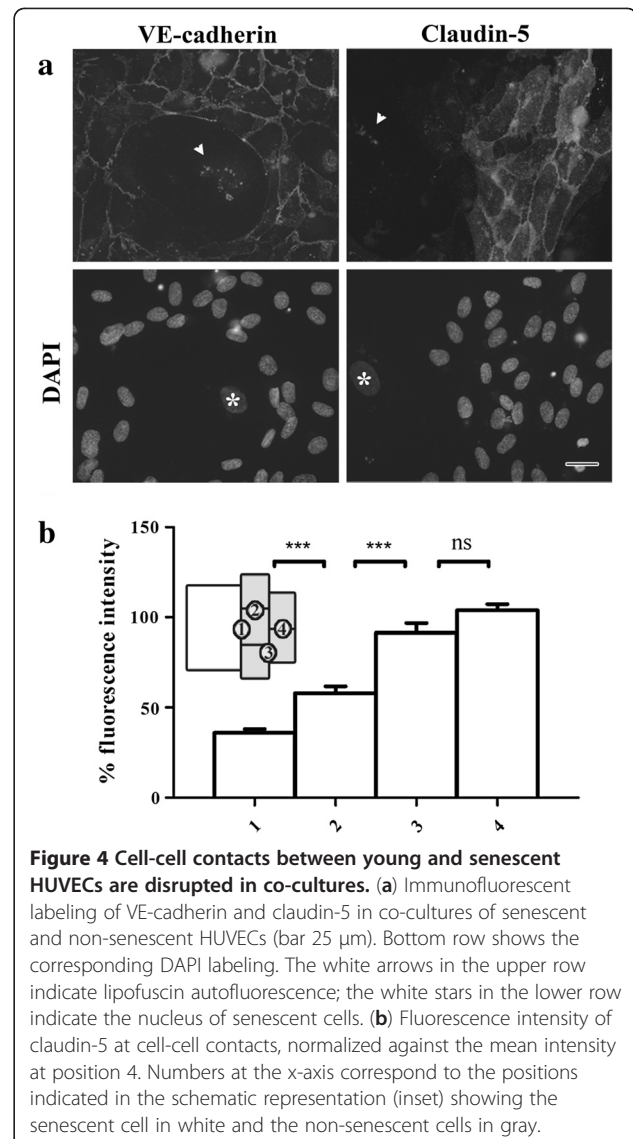 VE-cadherin Claudin-5
a
*
*
DAPI
b
150
100
50
0
% fluorescence intensity
*** *** ns
1
2
3
4
1 2 3 4
Figure 4 Cell-cell contacts between young and senescent
HUVECs are disrupted in co-cultures. (a) Immunofluorescent
labeling of VE-cadherin and claudin-5 in co-cultures of senescent
and non-senescent HUVECs (bar 25 μm). Bottom row shows the
corresponding DAPI labeling. The white arrows in the upper row
indicate lipofuscin autofluorescence; the white stars in the lower row
indicate the nucleus of senescent cells. (b) Fluorescence intensity of
claudin-5 at cell-cell contacts, normalized against the mean intensity
at position 4. Numbers at the x-axis correspond to the positions
indicated in the schematic representation (inset) showing the
senescent cell in white and the non-senescent cells in gray.